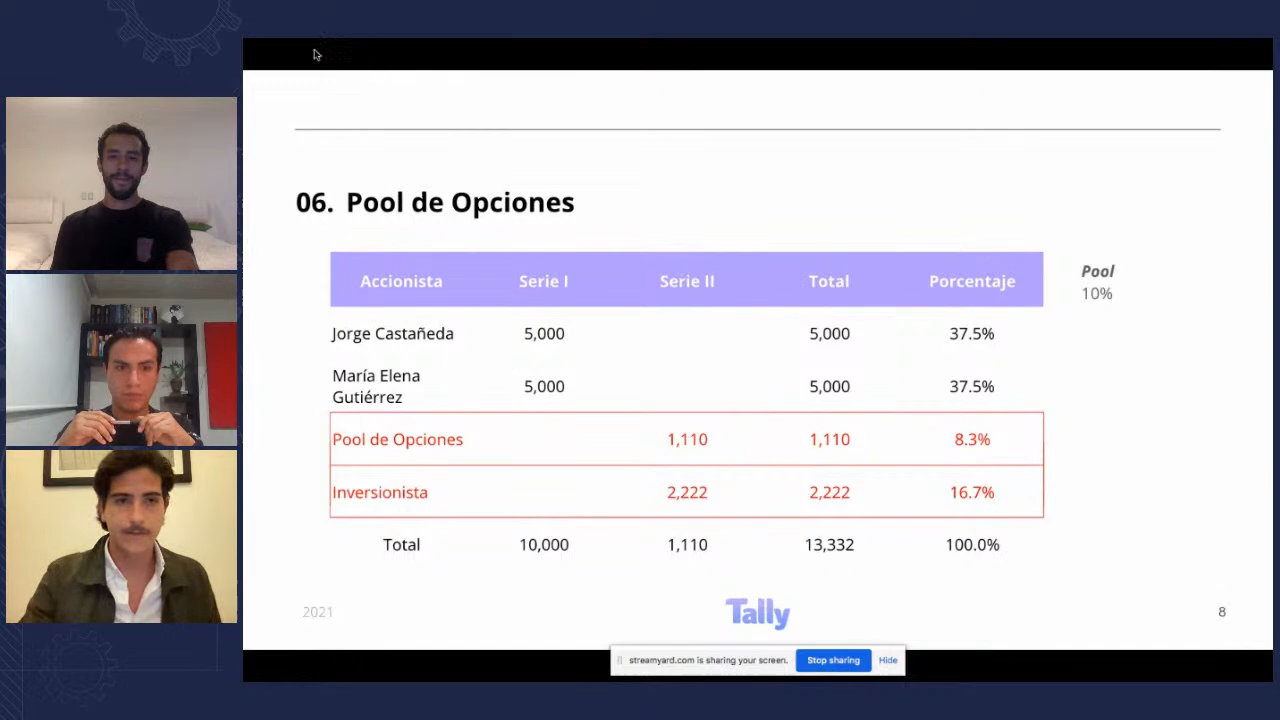 06. Pool de Opciones
Accionista Serie I Serie II Total Porcentaje
Pool
10%
Jorge Castañeda 5,000 5,000 37.5%
María Elena
Gutiérrez 5,000 5,000 37.5%
Pool de Opciones 1,110 1,110 8.3%
Inversionista 2,222 2,222 16.7%
Total 10,000 1,110 13,332 100.0%
2021 Tally 8
streamyard.com is sharing your screen. Stop sharing Hide